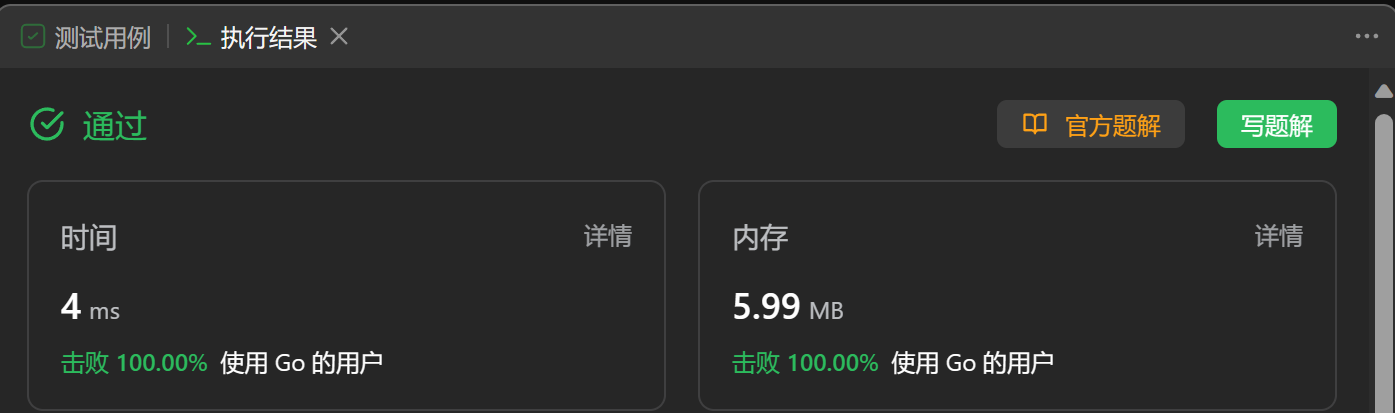 测试用例 执行结果
通过 官方题解 写题解
时间 详情 内存 详情
4 ms 5.99 MB
击败 100.00% 使用 Go 的用户 击败 100.00% 使用 Go 的用户